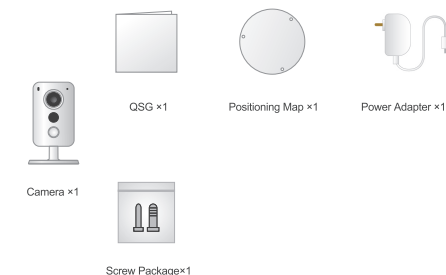 QSG ×1
Positioning Map ×1
Power Adapter ×1
Camera ×1
Screw Package×1